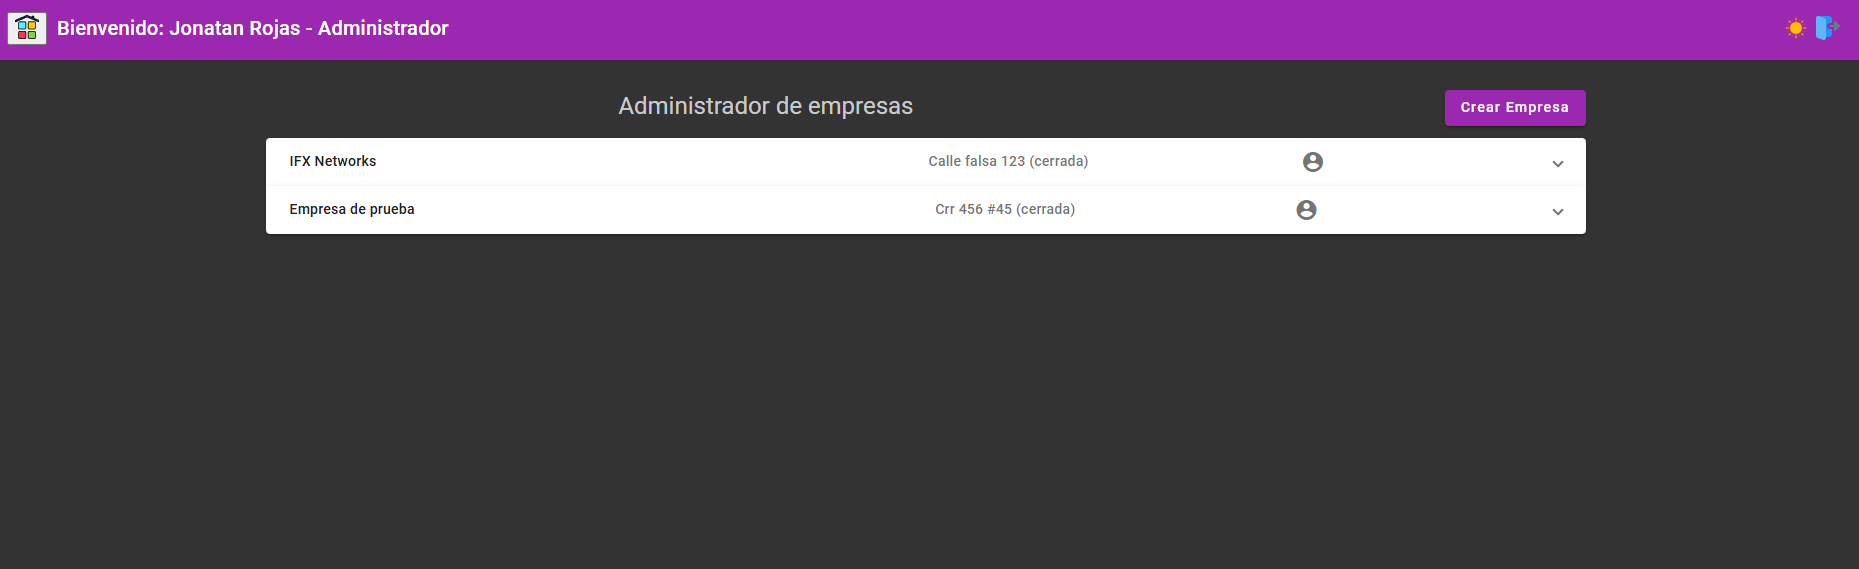 Bienvenido: Jonatan Rojas - Administrador
Administrador de empresas
Crear Empresa
IFX Networks
Calle falsa 123 (cerrada)
Empresa de prueba
Crr 456 #45 (cerrada)